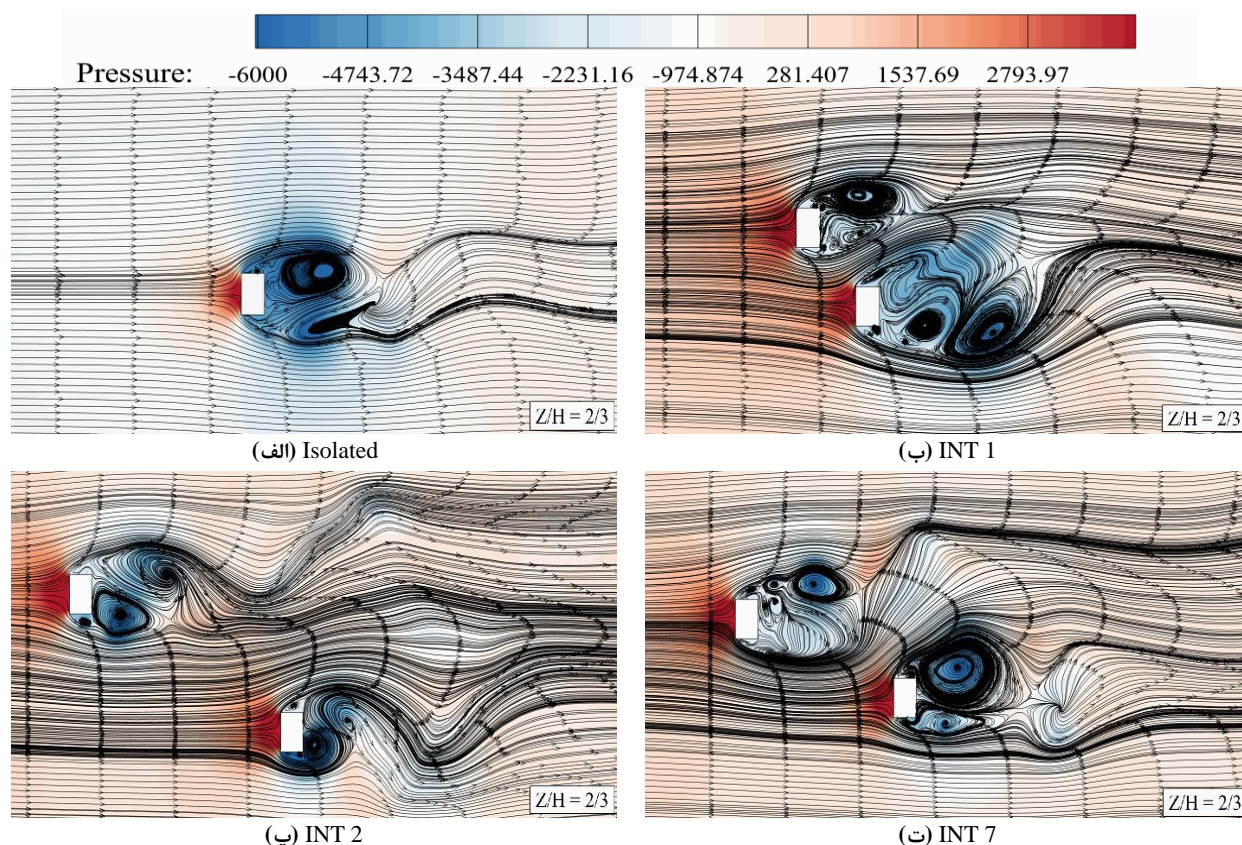 Pressure: -6000 -4743.72 -3487.44 -2231.16 -974.874 281.407 1537.69 2793.97
Z/H = 2/3
Z/H = 2/3
(الف) Isolated
(ب) INT 1
Z/H = 2/3
Z/H = 2/3
(پ) INT 2
(ت) INT 7